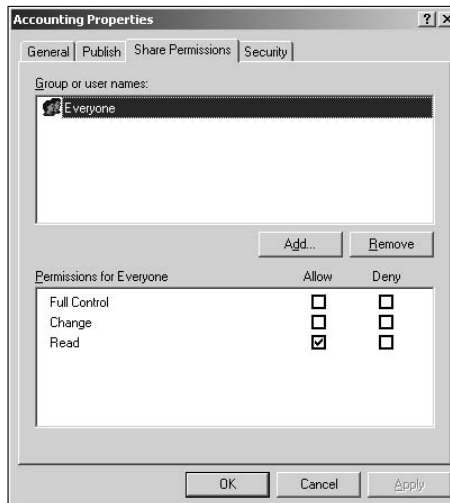 Accounting Properties
General Publish Share Permissions Security
Group or user names:
Everyone
Add... Remove
Permissions for Everyone Allow Deny
Full Control
Change
Read
OK Cancel Apply